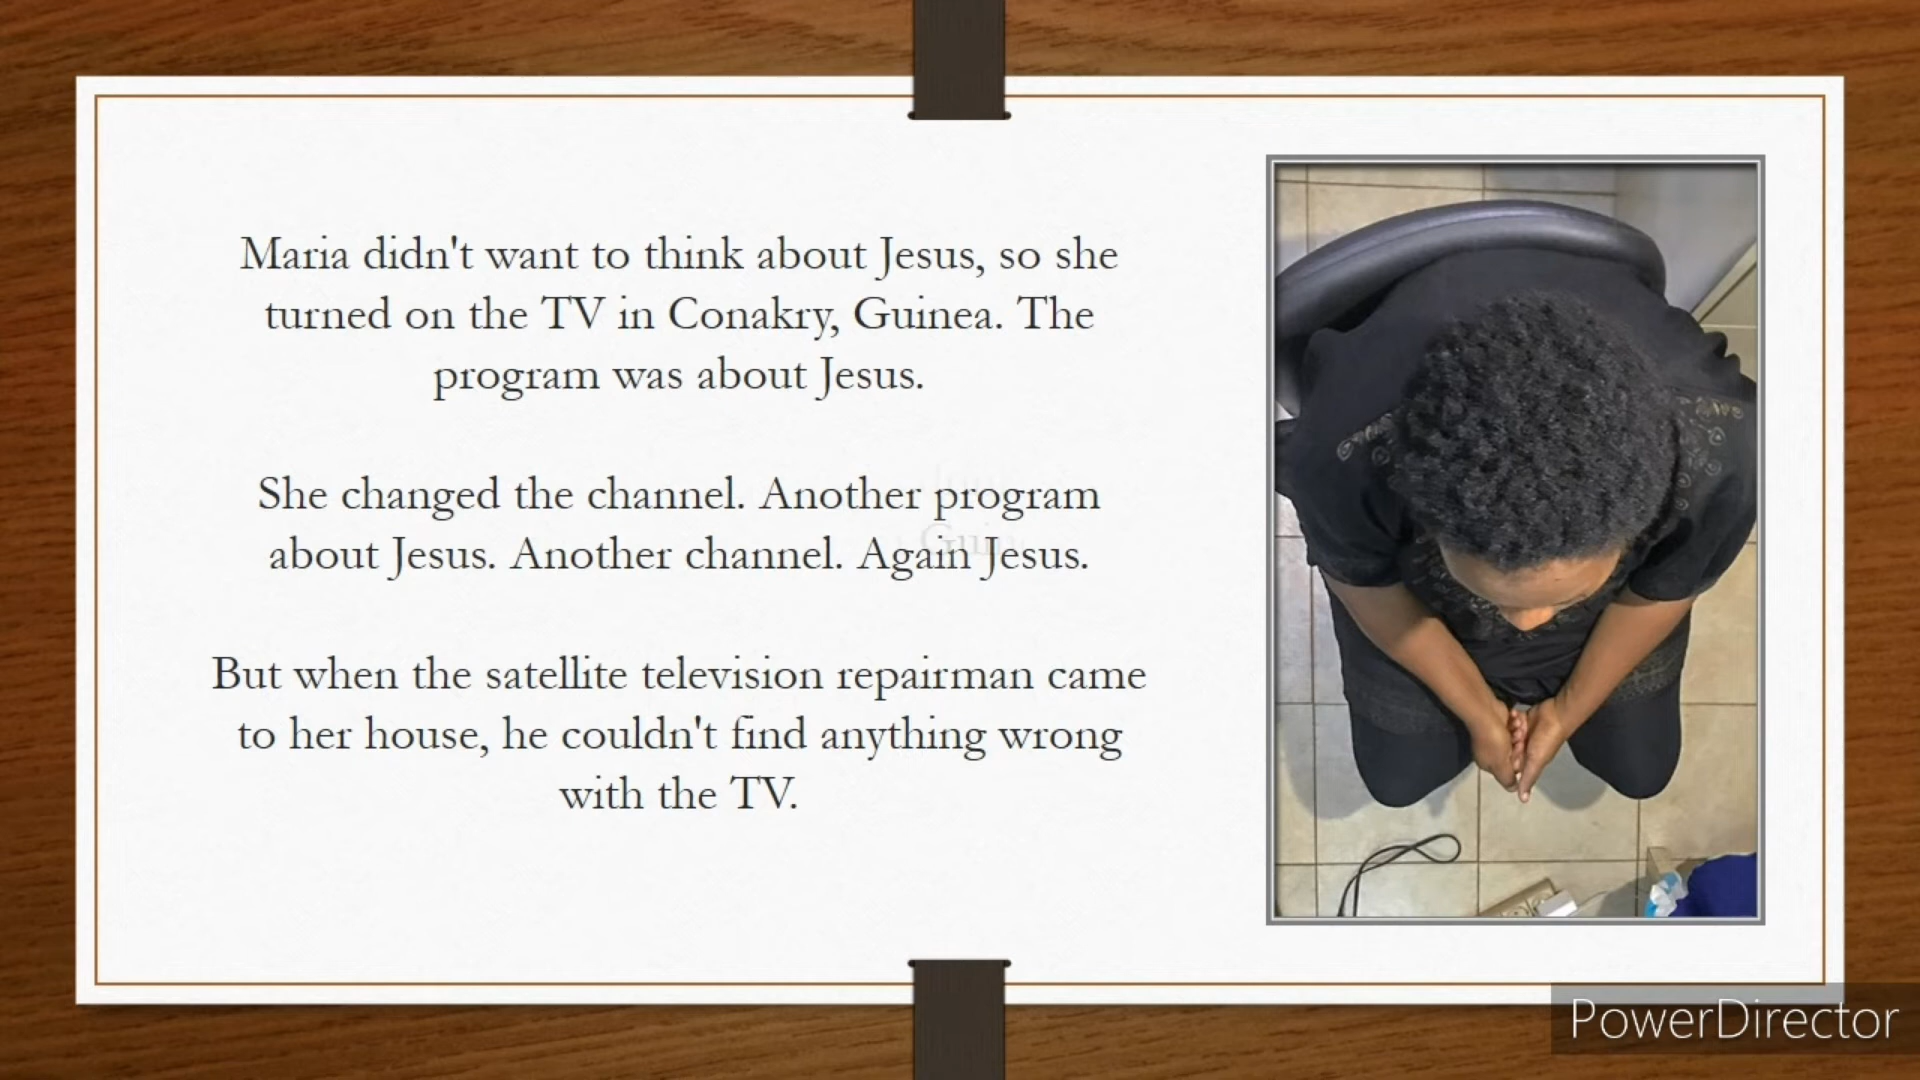 Maria didn't want to think about Jesus, so she
turned on the TV in Conakry, Guinea. The
program was about Jesus.
She changed the channel. Another program
about Jesus. Another channel. Again Jesus.
But when the satellite television repairman came
to her house, he couldn't find anything wrong
with the TV.
PowerDirector